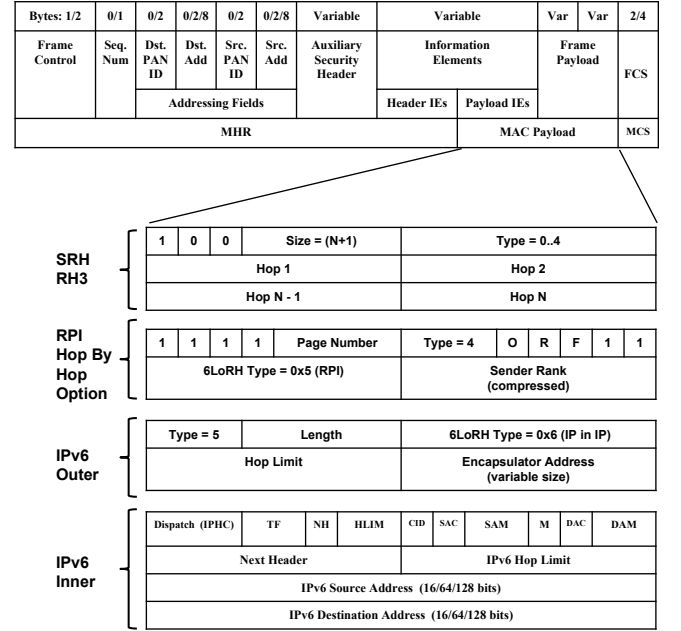 Bytes: 1/2 0/1 0/2 0/2/8 0/2 0/2/8 Variable Variable Var Var 2/4
Frame Seq. Dst. Dst. Src. Src. Auxiliary Information Frame
Control Num PAN Add PAN Add Security Elements Payload
ID ID Header
FCS
Addressing Fields Header IEs Payload IEs
MHR MAC Payload MCS
SRH
RH3
1 0 0 Size = (N+1) Type = 0..4
Hop 1 Hop 2
Hop N - 1 Hop N
RPI
Hop By
Hop
Option
1 1 1 1 Page Number Type = 4 O R F 1 1
6LoRH Type = 0x5 (RPI) Sender Rank
(compressed)
IPv6
Outer
Type = 5 Length 6LoRH Type = 0x6 (IP in IP)
Hop Limit Encapsulator Address
(variable size)
IPv6
Inner
Dispatch (IPHC) TF NH HLIM CID SAC SAM M DAC DAM
Next Header IPv6 Hop Limit
IPv6 Source Address (16/64/128 bits)
IPv6 Destination Address (16/64/128 bits)